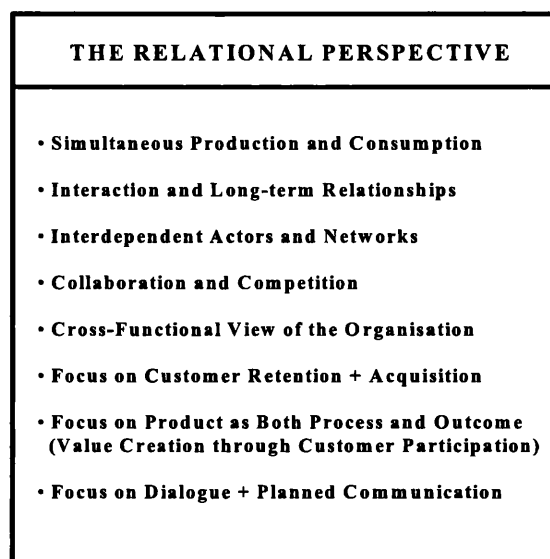 THE RELATIONAL PERSPECTIVE
• Simultaneous Production and Consumption
• Interaction and Long-term Relationships
• Interdependent Actors and Networks
• Collaboration and Competition
• Cross-Functional View of the Organisation
• Focus on Customer Retention + Acquisition
• Focus on Product as Both Process and Outcome
(Value Creation through Customer Participation)
• Focus on Dialogue + Planned Communication